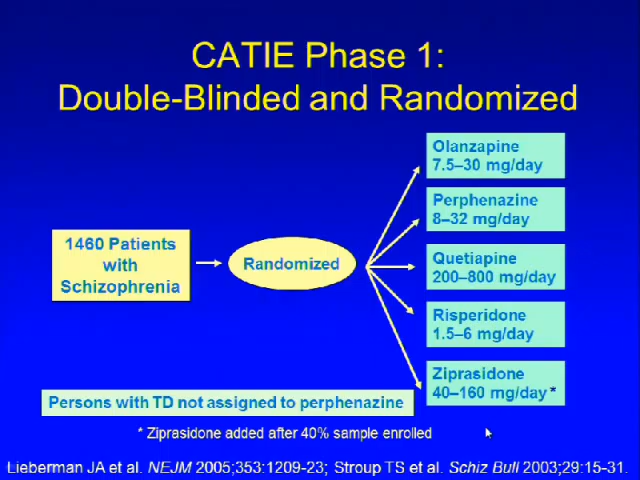 CATIE Phase 1:
Double-Blinded and Randomized
1460 Patients
with
Schizophrenia
Randomized
Olanzapine
7.5–30 mg/day
Perphenazine
8–32 mg/day
Quetiapine
200–800 mg/day
Risperidone
1.5–6 mg/day
Ziprasidone
40–160 mg/day *
Persons with TD not assigned to perphenazine
* Ziprasidone added after 40% sample enrolled
Lieberman JA et al. NEJM 2005;353:1209-23; Stroup TS et al. Schiz Bull 2003;29:15-31.